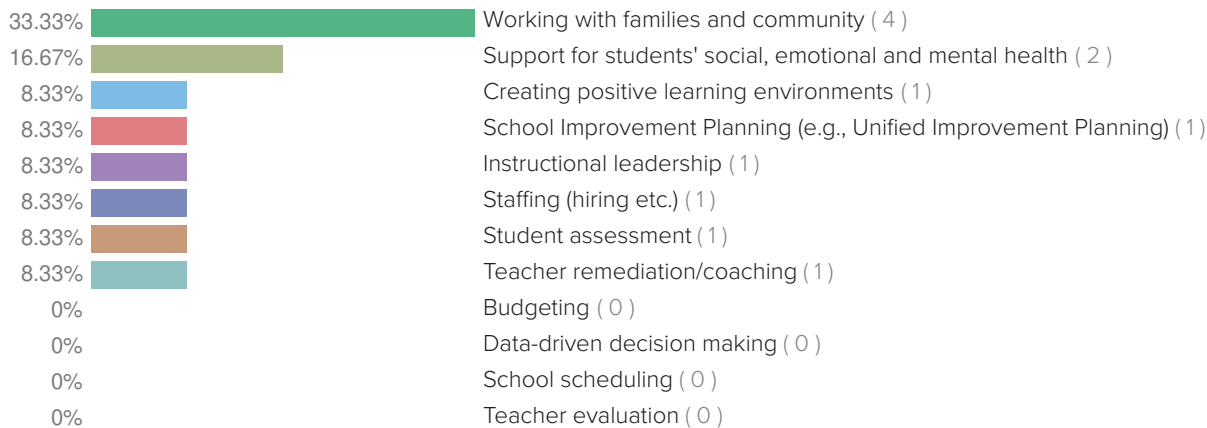 33.33% Working with families and community ( 4 )
16.67% Support for students' social, emotional and mental health ( 2 )
8.33% Creating positive learning environments ( 1 )
8.33% School Improvement Planning (e.g., Unified Improvement Planning) ( 1 )
8.33% Instructional leadership ( 1 )
8.33% Staffing (hiring etc.) ( 1 )
8.33% Student assessment ( 1 )
8.33% Teacher remediation/coaching ( 1 )
0% Budgeting ( 0 )
0% Data-driven decision making ( 0 )
0% School scheduling ( 0 )
0% Teacher evaluation ( 0 )